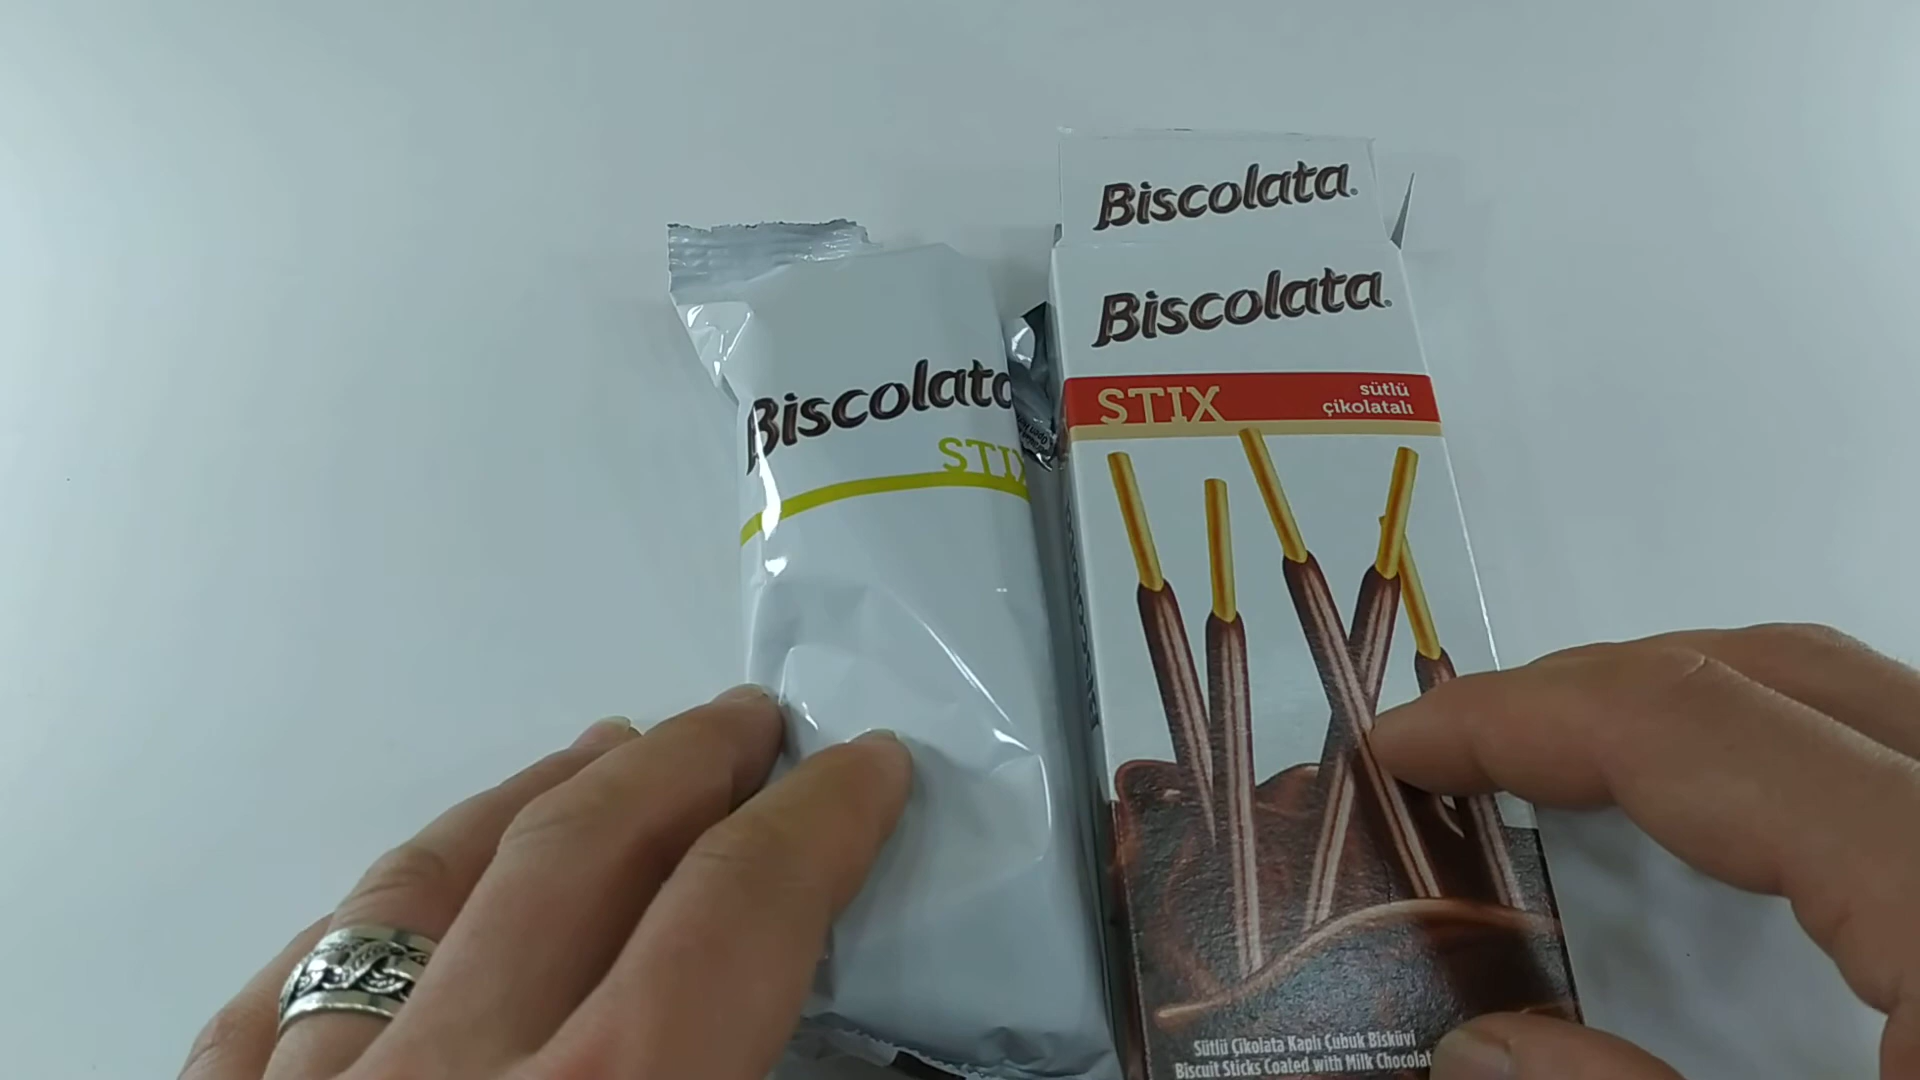 Biscolata
Biscolata
STIX
sütlü
çikolatalı
Sütlü Çikolata Kaplı Çubuk Bisküvi
Biscuit Sticks Coated with Milk Chocolat
Biscolata
STIX